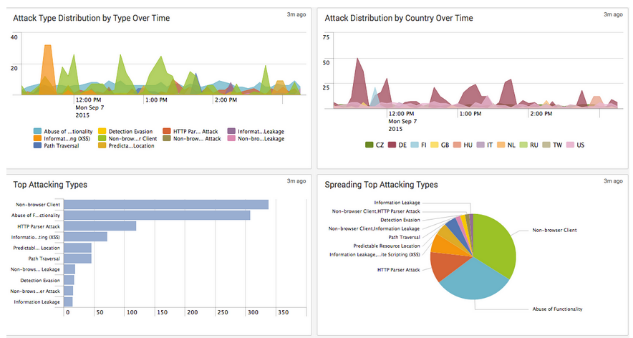 Attack Type Distribution by Type Over Time
3m ago
40
20
12:00 PM
Mon Sep 7
2015
1:00 PM
2:00 PM
Abuse of ...tionality
Detection Evasion
HTTP Par... Attack
Informat...Leakage
Informat...ng (XSS)
Non-brow...r Client
Non-brow... Attack
Non-brow...Leakage
Path Traversal
Predicta...Location
Attack Distribution by Country Over Time
3m ago
75
50
25
12:00 PM
Mon Sep 7
2015
1:00 PM
2:00 PM
CZ
DE
FI
GB
HU
IT
NL
RU
TW
US
Top Attacking Types
3m ago
Non-browser Client
Abuse of F...ctionality
HTTP Parser Attack
Informatio...ting (XSS)
Predictabl... Location
Path Traversal
Non-brows...Leakage
Detection Evasion
Non-brows...er Attack
Information Leakage
0
50
100
150
200
250
300
350
Spreading Top Attacking Types
3m ago
Information Leakage
Non-browser Client,HTTP Parser Attack
Detection Evasion
Non-browser Client,Information Leakage
Path Traversal
Predictable Resource Location
Information Leakage,...ite Scripting (XSS)
HTTP Parser Attack
Non-browser Client
Abuse of Functionality